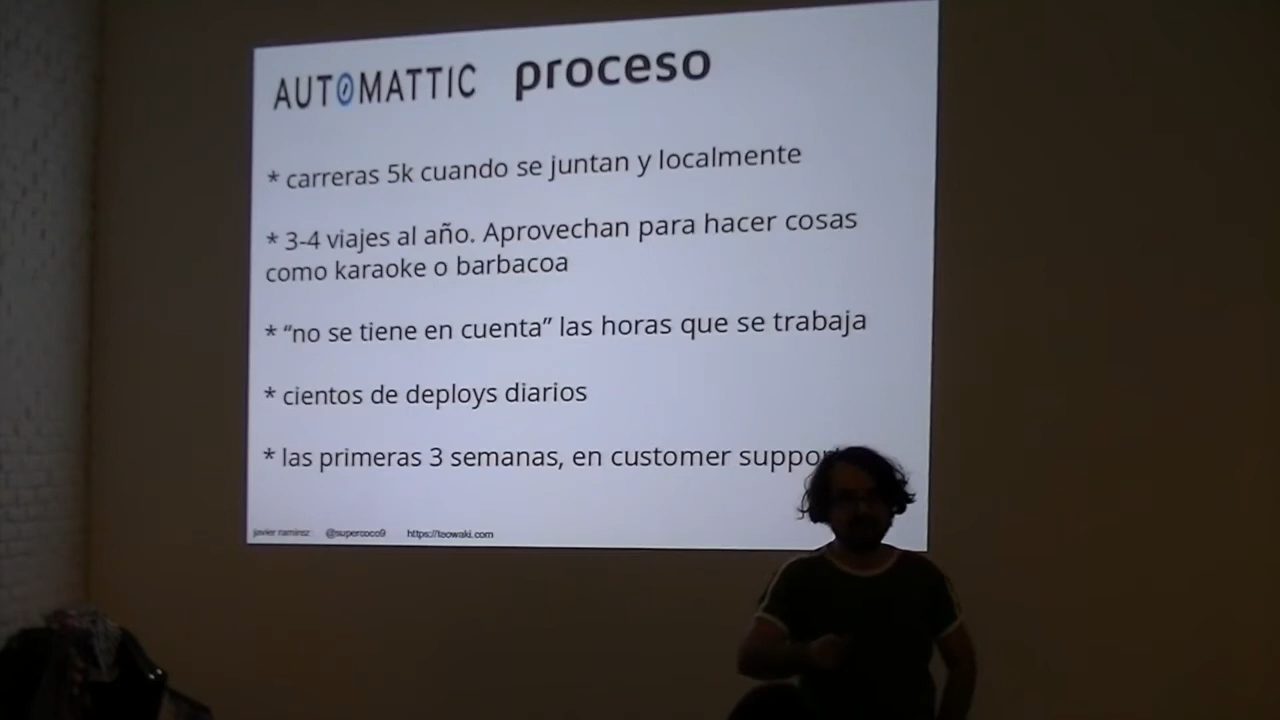 AUTOMATTIC proceso
* carreras 5k cuando se juntan y localmente
* 3-4 viajes al año. Aprovechan para hacer cosas
como karaoke o barbacoa
* “no se tiene en cuenta” las horas que se trabaja
* cientos de deploys diarios
* las primeras 3 semanas, en customer suppor
javier ramirez @supercoco9 https://teowaki.com